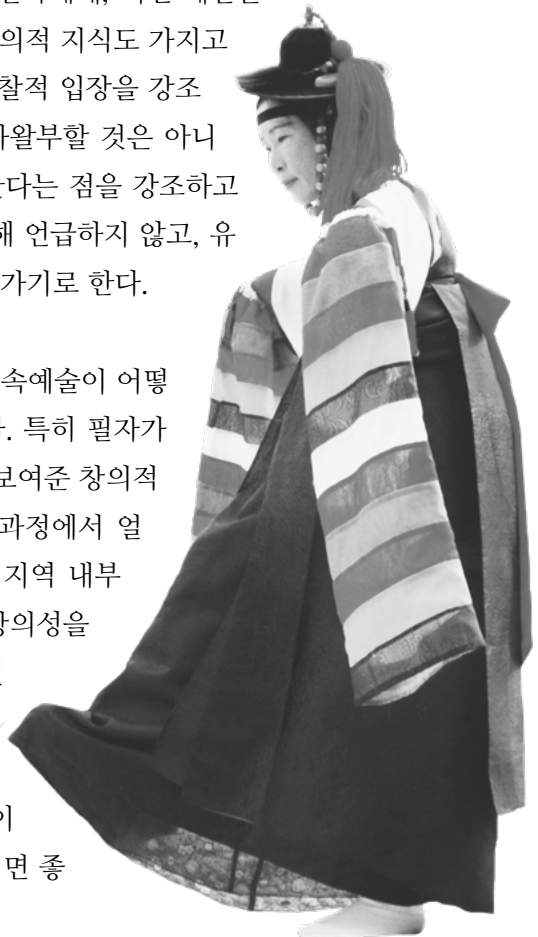 의적 지식도 가지고
찰적 입장을 강조
왈부할 것은 아니
다는 점을 강조하고
언급하지 않고, 유
가기로 한다.
속예술이 어떻
특히 필자가
보여준 창의적
과정에서 얼
지역 내부
의성을
이
면 좋